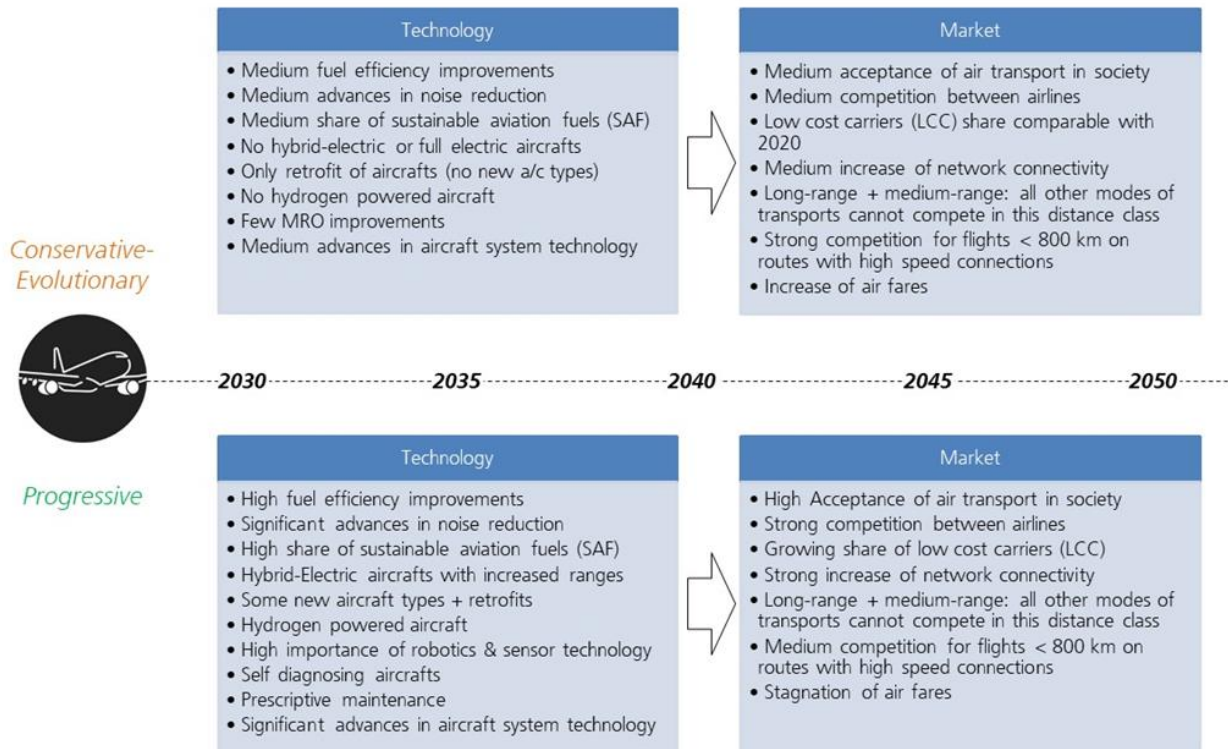 Technology
• Medium fuel efficiency improvements
• Medium advances in noise reduction
• Medium share of sustainable aviation fuels (SAF)
• No hybrid-electric or full electric aircrafts
• Only retrofit of aircrafts (no new a/c types)
• No hydrogen powered aircraft
• Few MRO improvements
• Medium advances in aircraft system technology
Market
• Medium acceptance of air transport in society
• Medium competition between airlines
• Low cost carriers (LCC) share comparable with
2020
• Medium increase of network connectivity
• Long-range + medium-range: all other modes of
transports cannot compete in this distance class
• Strong competition for flights < 800 km on
routes with high speed connections
• Increase of air fares
Conservative-
Evolutionary
2030 2035 2040 2045 2050
Progressive
Technology
• High fuel efficiency improvements
• Significant advances in noise reduction
• High share of sustainable aviation fuels (SAF)
• Hybrid-Electric aircrafts with increased ranges
• Some new aircraft types + retrofits
• Hydrogen powered aircraft
• High importance of robotics & sensor technology
• Self diagnosing aircrafts
• Prescriptive maintenance
• Significant advances in aircraft system technology
Market
• High Acceptance of air transport in society
• Strong competition between airlines
• Growing share of low cost carriers (LCC)
• Strong increase of network connectivity
• Long-range + medium-range: all other modes of
transports cannot compete in this distance class
• Medium competition for flights < 800 km on
routes with high speed connections
• Stagnation of air fares